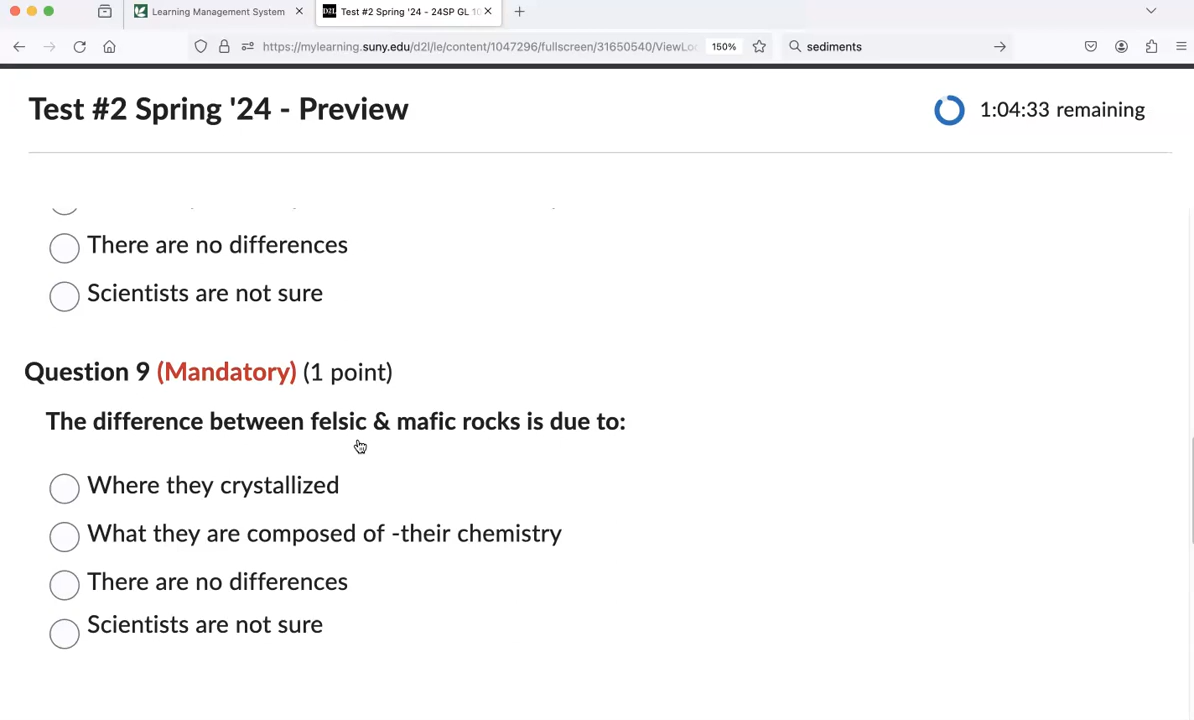 Learning Management System
D2L Test #2 Spring '24 - 24SP GL 10
https://mylearning.suny.edu/d2l/le/content/1047296/fullscreen/31650540/ViewLo
150%
sediments
Test #2 Spring '24 - Preview
1:04:33 remaining
There are no differences
Scientists are not sure
Question 9 (Mandatory) (1 point)
The difference between felsic & mafic rocks is due to:
Where they crystallized
What they are composed of -their chemistry
There are no differences
Scientists are not sure